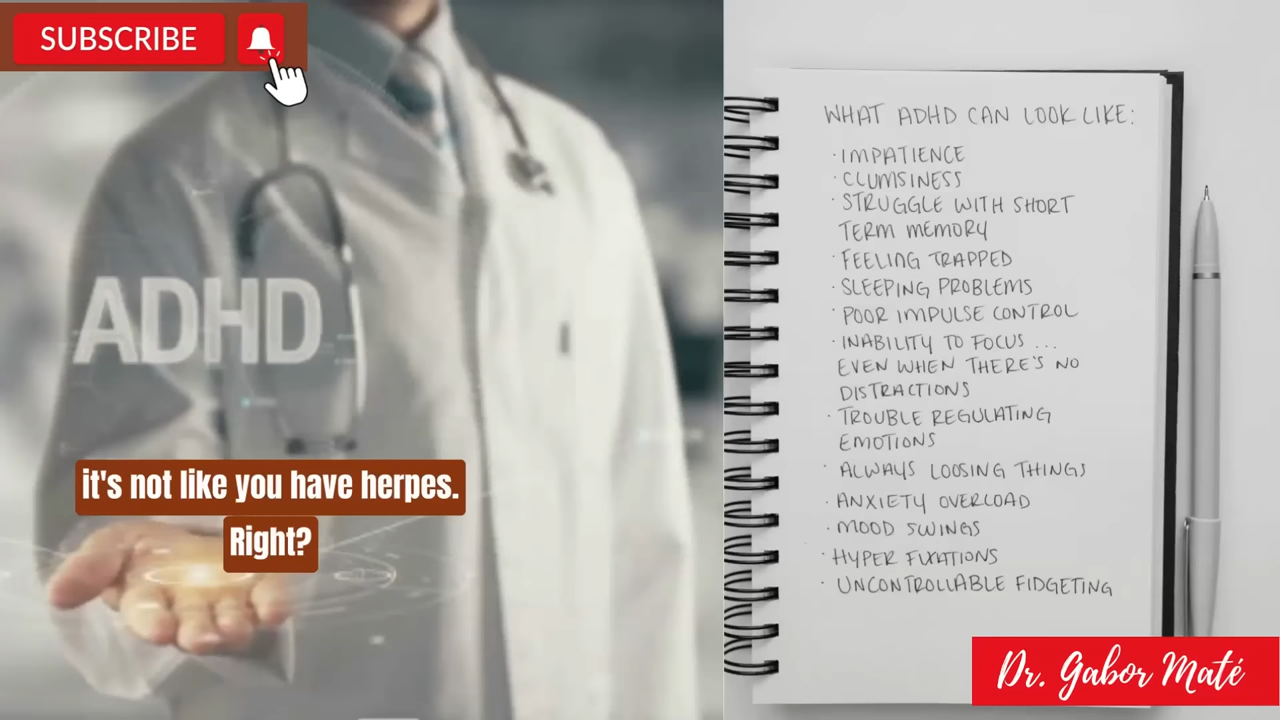 SUBSCRIBE
ADHD
it's not like you have herpes.
Right?
WHAT ADHD CAN LOOK LIKE:
· IMPATIENCE
· CLUMSINESS
· STRUGGLE WITH SHORT
TERM MEMORY
· FEELING TRAPPED
· SLEEPING PROBLEMS
· POOR IMPULSE CONTROL
· INABILITY TO FOCUS ...
EVEN WHEN THERE'S NO
DISTRACTIONS
· TROUBLE REGULATING
EMOTIONS
· ALWAYS LOOSING THINGS
· ANXIETY OVERLOAD
· MOOD SWINGS
· HYPER FIXATIONS
· UNCONTROLLABLE FIDGETING
Dr. Gabor Maté